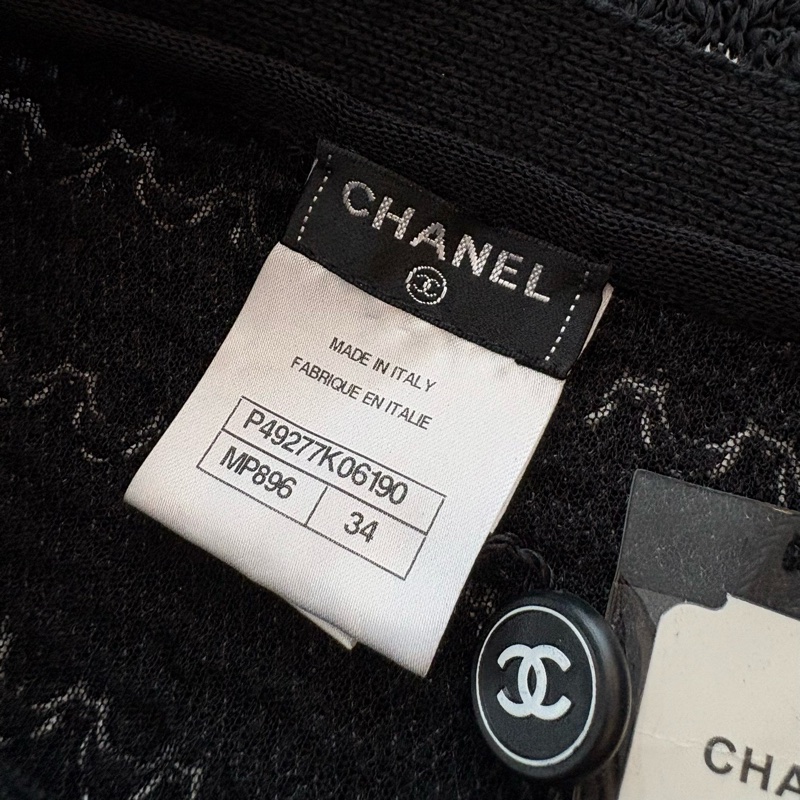 CHANEL
MADE IN ITALY
FABRIQUE EN ITALIE
P49277K06190
MP896 34
CHA